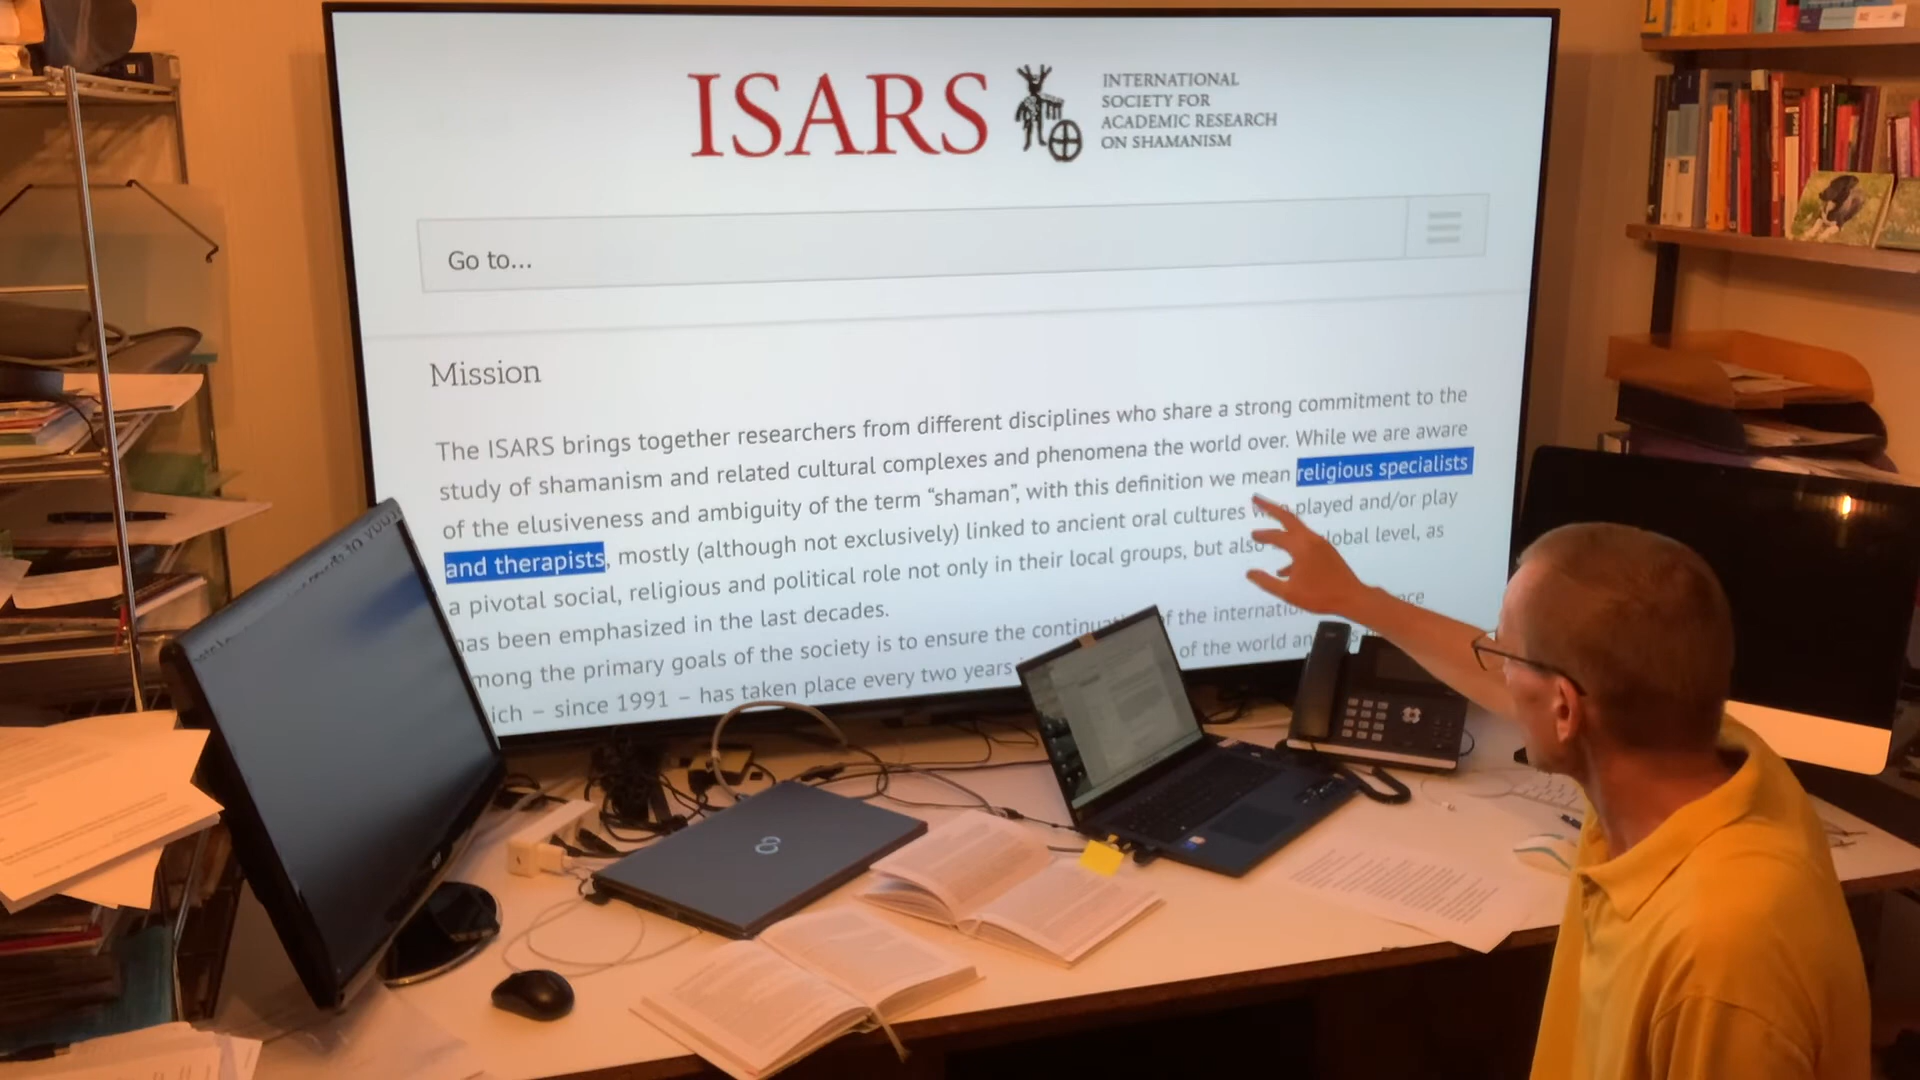 ISARS
INTERNATIONAL
SOCIETY FOR
ACADEMIC RESEARCH
ON SHAMANISM
Go to...
Mission
The ISARS brings together researchers from different disciplines who share a strong commitment to the
study of shamanism and related cultural complexes and phenomena the world over. While we are aware
of the elusiveness and ambiguity of the term “shaman”, with this definition we mean religious specialists
and therapists, mostly (although not exclusively) linked to ancient oral cultures played and/or play
a pivotal social, religious and political role not only in their local groups, but also level, as
has been emphasized in the last decades.
the primary goals of the society is to ensure the of the
– since 1991 – has taken place every two years of the world